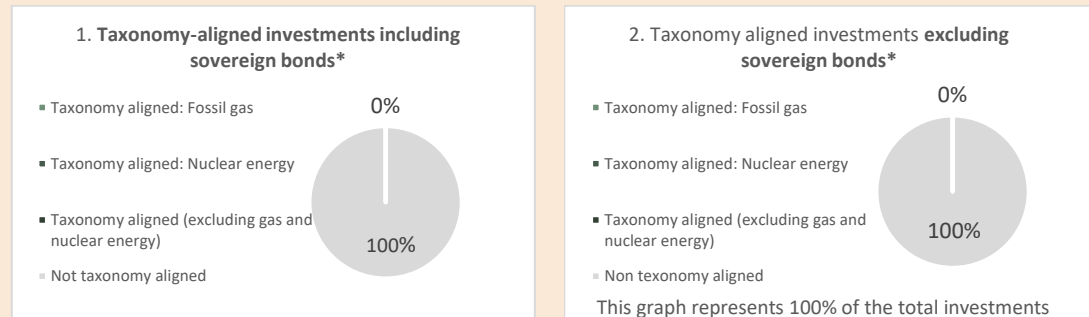 1. Taxonomy-aligned investments including
sovereign bonds*
Taxonomy aligned: Fossil gas
Taxonomy aligned: Nuclear energy
Taxonomy aligned (excluding gas and
nuclear energy)
Not taxonomy aligned
0%
100%
2. Taxonomy aligned investments excluding
sovereign bonds*
Taxonomy aligned: Fossil gas
Taxonomy aligned: Nuclear energy
Taxonomy aligned (excluding gas and
nuclear energy)
Non texonomy aligned
0%
100%
This graph represents 100% of the total investments